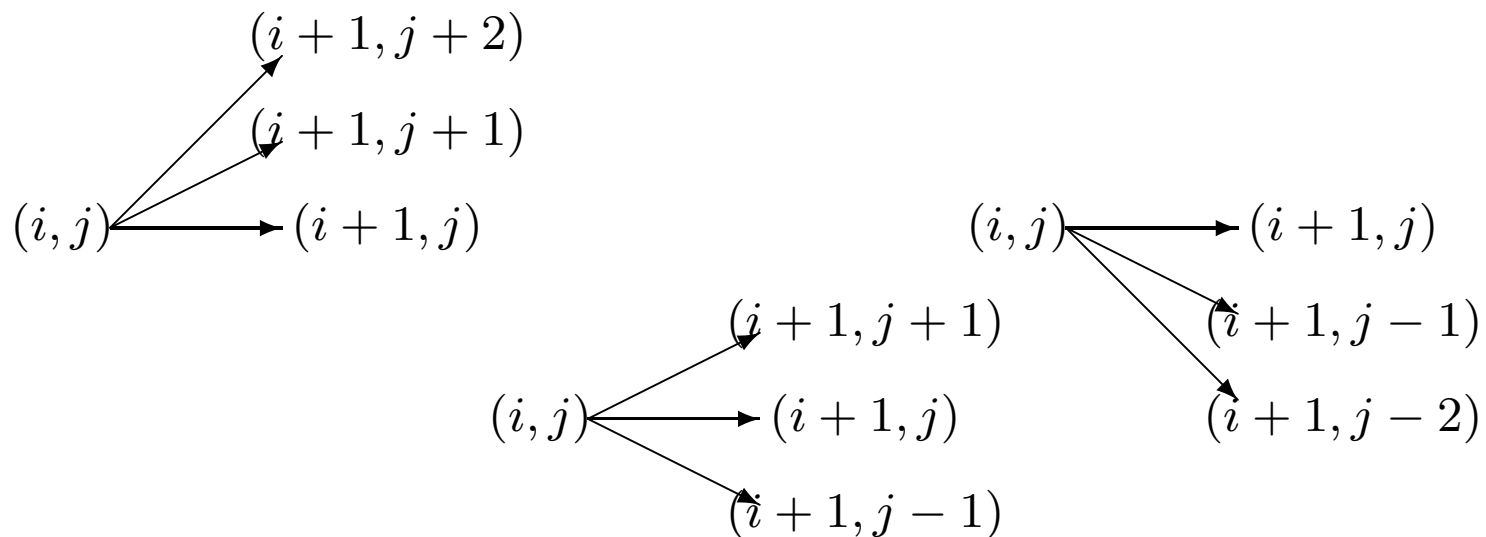 (i + 1, j + 2)
(i + 1, j + 1)
(i, j)
(i + 1, j)
(i + 1, j + 1)
(i, j)
(i + 1, j)
(i + 1, j − 1)
(i, j)
(i + 1, j)
(i + 1, j − 1)
(i + 1, j − 2)